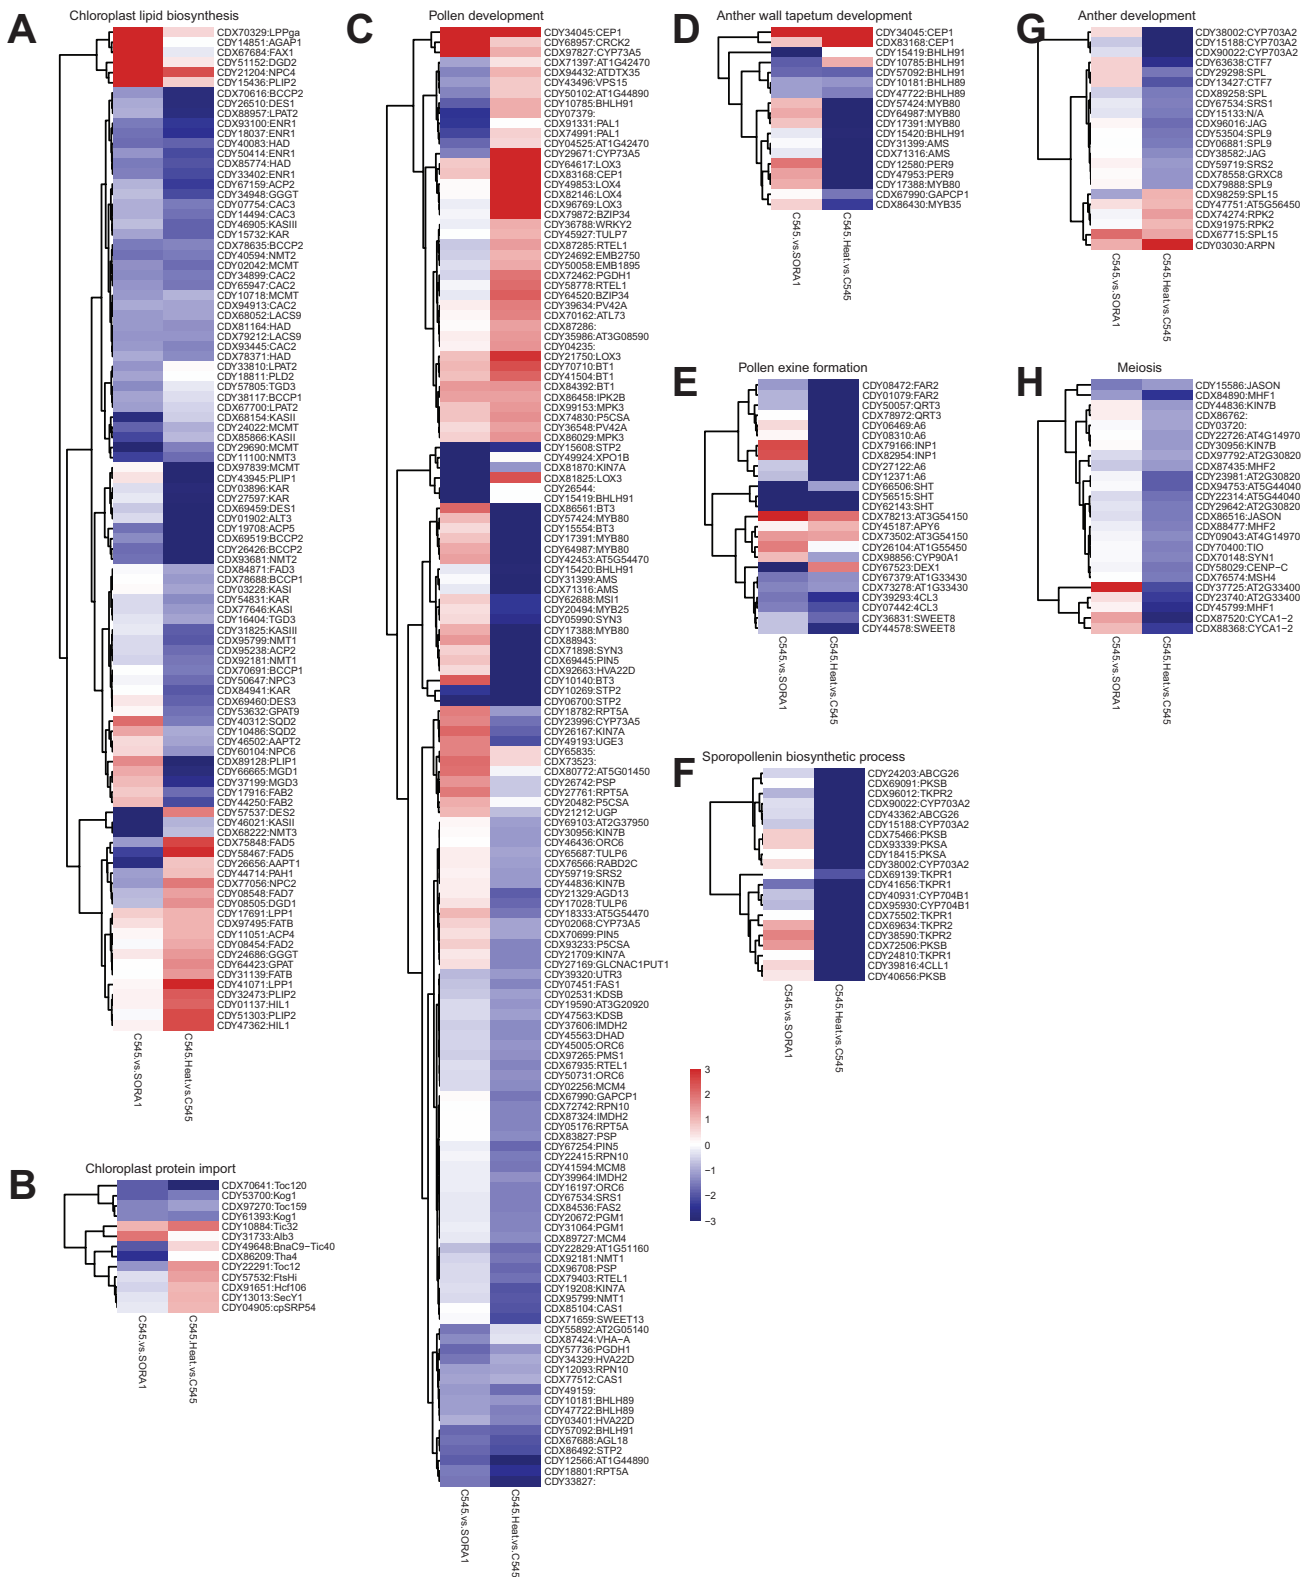 A
Chloroplast lipid biosynthesis
CDX70329:LPPga
CDY14851:AGAP1
CDX67684:FAX1
CDY51152:DGD2
CDY21204:NPC4
CDY15436:PLIP2
CDX70616:BCCP2
CDY26510:DES1
CDX88957:LPAT2
CDX93100:ENR1
CDY18037:ENR1
CDY40083:HAD
CDY50414:ENR1
CDX85774:HAD
CDY33402:ENR1
CDY67159:ACP2
CDY34948:GGGT
CDY07754:CAC3
CDY14494:CAC3
CDY46905:KASIII
CDY15732:KAR
CDX78635:BCCP2
CDY40594:NMT2
CDY02042:MCMT
CDY34899:CAC2
CDY65947:CAC2
CDY10718:MCMT
CDX94913:CAC2
CDX68052:LACS9
CDX81164:HAD
CDX79212:LACS9
CDX93445:CAC2
CDX78371:HAD
CDY33810:LPAT2
CDY18811:PLD2
CDY57805:TGD3
CDY38117:BCCP1
CDX67700:LPAT2
CDX68154:KASII
CDY24022:MCMT
CDX85866:KASII
CDY29690:MCMT
CDY11100:NMT3
CDX97839:MCMT
CDY43945:PLIP1
CDY03896:KAR
CDY27597:KAR
CDX69459:DES1
CDY01902:ALT3
CDY19708:ACP5
CDX69519:BCCP2
CDY26426:BCCP2
CDX93681:NMT2
CDX84871:FAD3
CDX78688:BCCP1
CDY03228:KASI
CDY54831:KAR
CDX77646:KASI
CDY16404:TGD3
CDY31825:KASIII
CDX95799:NMT1
CDX95238:ACP2
CDX92181:NMT1
CDX70691:BCCP1
CDY50647:NPC3
CDX84941:KAR
CDX69460:DES3
CDY53632:GPAT9
CDY40312:SQD2
CDY10486:SQD2
CDY46502:AAPT2
CDY60104:NPC6
CDX89128:PLIP1
CDY66665:MGD1
CDY37199:MGD3
CDY17916:FAB2
CDY44250:FAB2
CDY57537:DES2
CDY46021:KASII
CDX68222:NMT3
CDX75848:FAD5
CDY58467:FAD5
CDY26656:AAPT1
CDY44714:PAH1
CDX77056:NPC2
CDY08548:FAD7
CDY08505:DGD1
CDY17691:LPP1
CDX97495:FATB
CDY11051:ACP4
CDY08454:FAD2
CDY24686:GGGT
CDY64423:GPAT
CDY31139:FATB
CDY41071:LPP1
CDY32473:PLIP2
CDY01137:HIL1
CDY51303:PLIP2
CDY47362:HIL1
C545.vs.SORA1
C545.Heat.vs.C545
B
Chloroplast protein import
CDX70641:Toc120
CDY53700:Kog1
CDX97270:Toc159
CDY61393:Kog1
CDY10884:Tic32
CDY31733:Alb3
CDY49648:BnaC9−Tic40
CDX86209:Tha4
CDY22291:Toc12
CDY57532:FtsHi
CDX91651:Hcf106
CDY13013:SecY1
CDY04905:cpSRP54
C545.vs.SORA1
C545.Heat.vs.C545
C
Pollen development
CDY34045:CEP1
CDY68957:CRCK2
CDX97827:CYP73A5
CDX71397:AT1G42470
CDX94432:ATDTX35
CDY43496:VPS15
CDY50102:AT1G44890
CDY10785:BHLH91
CDY07379:
CDX91331:PAL1
CDX74991:PAL1
CDY04525:AT1G42470
CDY29671:CYP73A5
CDY64617:LOX3
CDX83168:CEP1
CDY49853:LOX4
CDX82146:LOX4
CDX96769:LOX3
CDX79872:BZIP34
CDY36788:WRKY2
CDY45927:TULP7
CDX87285:RTEL1
CDY24692:EMB2750
CDY50058:EMB1895
CDX72462:PGDH1
CDY58778:RTEL1
CDY64520:BZIP34
CDY39634:PV42A
CDX70162:ATL73
CDX87286:
CDY35986:AT3G08590
CDY04235:
CDY21750:LOX3
CDY70710:BT1
CDY41504:BT1
CDX84392:BT1
CDX86458:IPK2B
CDX99153:MPK3
CDX74830:P5CSA
CDY36548:PV42A
CDX86029:MPK3
CDY15608:STP2
CDY49924:XPO1B
CDX81870:KIN7A
CDX81825:LOX3
CDY26544:
CDY15419:BHLH91
CDX86561:BT3
CDY57424:MYB80
CDY15554:BT3
CDY17391:MYB80
CDY64987:MYB80
CDY42453:AT5G54470
CDY15420:BHLH91
CDY31399:AMS
CDX71316:AMS
CDY62688:MSI1
CDY20494:MYB25
CDY05990:SYN3
CDY17388:MYB80
CDX88943:
CDX71898:SYN3
CDX69445:PIN5
CDX92663:HVA22D
CDY10140:BT3
CDY10269:STP2
CDY06700:STP2
CDY18782:RPT5A
CDY23996:CYP73A5
CDY26167:KIN7A
CDY49193:UGE3
CDY65835:
CDX73523:
CDX80772:AT5G01450
CDY26742:PSP
CDY27761:RPT5A
CDY20482:P5CSA
CDY21212:UGP
CDY69103:AT2G37950
CDY30956:KIN7B
CDY46436:ORC6
CDY65687:TULP6
CDX76566:RABD2C
CDY59719:SRS2
CDY44836:KIN7B
CDY21329:AGD13
CDY17028:TULP6
CDY18333:AT5G54470
CDY02068:CYP73A5
CDX70699:PIN5
CDX93233:P5CSA
CDY21709:KIN7A
CDY27169:GLCNAC1PUT1
CDY39320:UTR3
CDY07451:FAS1
CDY02531:KDSB
CDY19590:AT3G20920
CDY47563:KDSB
CDY37606:IMDH2
CDY45563:DHAD
CDY45005:ORC6
CDX97265:PMS1
CDX67935:RTEL1
CDY50731:ORC6
CDY02256:MCM4
CDX67990:GAPCP1
CDX72742:RPN10
CDX87324:IMDH2
CDY05176:RPT5A
CDX83827:PSP
CDY67254:PIN5
CDY22415:RPN10
CDY41594:MCM8
CDY39964:IMDH2
CDY16197:ORC6
CDY67534:SRS1
CDX84536:FAS2
CDY20672:PGM1
CDY31064:PGM1
CDX89727:MCM4
CDY22829:AT1G51160
CDX92181:NMT1
CDX96708:PSP
CDX79403:RTEL1
CDY19208:KIN7A
CDX95799:NMT1
CDX85104:CAS1
CDX71659:SWEET13
CDY55892:AT2G05140
CDX87424:VHA−A
CDY57736:PGDH1
CDY34329:HVA22D
CDY12093:RPN10
CDX77512:CAS1
CDY49159:
CDY10181:BHLH89
CDY47722:BHLH89
CDY03401:HVA22D
CDY57092:BHLH91
CDX67688:AGL18
CDX86492:STP2
CDY12566:AT1G44890
CDY18801:RPT5A
CDY33827:
C545.vs.SORA1
C545.Heat.vs.C545
D
Anther wall tapetum development
CDY34045:CEP1
CDX83168:CEP1
CDY15419:BHLH91
CDY10785:BHLH91
CDY57092:BHLH91
CDY10181:BHLH89
CDY47722:BHLH89
CDY57424:MYB80
CDY64987:MYB80
CDY17391:MYB80
CDY15420:BHLH91
CDY31399:AMS
CDX71316:AMS
CDY12580:PER9
CDY47953:PER9
CDY17388:MYB80
CDX67990:GAPCP1
CDX86430:MYB35
C545.vs.SORA1
C545.Heat.vs.C545
E
Pollen exine formation
CDY08472:FAR2
CDY01079:FAR2
CDY50057:QRT3
CDX78972:QRT3
CDY06469:A6
CDY08310:A6
CDX79166:INP1
CDX82954:INP1
CDY27122:A6
CDY12371:A6
CDY66506:SHT
CDY56515:SHT
CDY62143:SHT
CDX78213:AT3G54150
CDY45187:APY6
CDX73502:AT3G54150
CDY26104:AT1G55450
CDX98856:CYP90A1
CDY67523:DEX1
CDY67379:AT1G33430
CDX73278:AT1G33430
CDY39293:4CL3
CDY07442:4CL3
CDY36831:SWEET8
CDY44578:SWEET8
C545.vs.SORA1
C545.Heat.vs.C545
F
Sporopollenin biosynthetic process
CDY24203:ABCG26
CDX69091:PKSB
CDX96012:TKPR2
CDX90022:CYP703A2
CDY43362:ABCG26
CDY15188:CYP703A2
CDX75466:PKSB
CDX93339:PKSA
CDY18415:PKSA
CDY38002:CYP703A2
CDX69139:TKPR1
CDY41656:TKPR1
CDY40931:CYP704B1
CDX95930:CYP704B1
CDX75502:TKPR1
CDX69634:TKPR2
CDY38590:TKPR2
CDX72506:PKSB
CDY24810:TKPR1
CDY39816:4CLL1
CDY40656:PKSB
C545.vs.SORA1
C545.Heat.vs.C545
3
2
1
0
−1
−2
−3
G
Anther development
CDY38002:CYP703A2
CDY15188:CYP703A2
CDX90022:CYP703A2
CDY63638:CTF7
CDY29298:SPL
CDY13427:CTF7
CDX89258:SPL
CDY67534:SRS1
CDY15133:N/A
CDX96016:JAG
CDY53504:SPL9
CDY06881:SPL9
CDY38582:JAG
CDY59719:SRS2
CDX78558:GRXC8
CDX79888:SPL9
CDX98259:SPL15
CDY47751:AT5G56450
CDX74274:RPK2
CDX91975:RPK2
CDX67715:SPL15
CDY03030:ARPN
C545.vs.SORA1
C545.Heat.vs.C545
H
Meiosis
CDY15586:JASON
CDX84890:MHF1
CDY44836:KIN7B
CDX86762:
CDY03720:
CDY22726:AT4G14970
CDY30956:KIN7B
CDX97792:AT2G30820
CDX87435:MHF2
CDY23981:AT2G30820
CDX94753:AT5G44040
CDY22314:AT5G44040
CDY29642:AT2G30820
CDX86516:JASON
CDX88477:MHF2
CDY09043:AT4G14970
CDY70400:TIO
CDX70148:SYN1
CDY58029:CENP−C
CDX76574:MSH4
CDY37725:AT2G33400
CDY23740:AT2G33400
CDY45799:MHF1
CDX87520:CYCA1−2
CDX88368:CYCA1−2
C545.vs.SORA1
C545.Heat.vs.C545